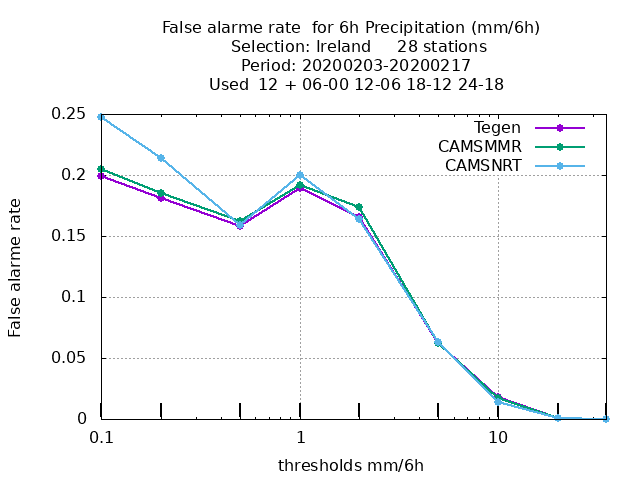 False alarme rate  for 6h Precipitation (mm/6h)
Selection: Ireland     28 stations
Period: 20200203-20200217
Used  12 + 06-00 12-06 18-12 24-18
Tegen
CAMSMMR
CAMSNRT
False alarme rate
0.25
0.2
0.15
0.1
0.05
0
0.1 1 10
thresholds mm/6h